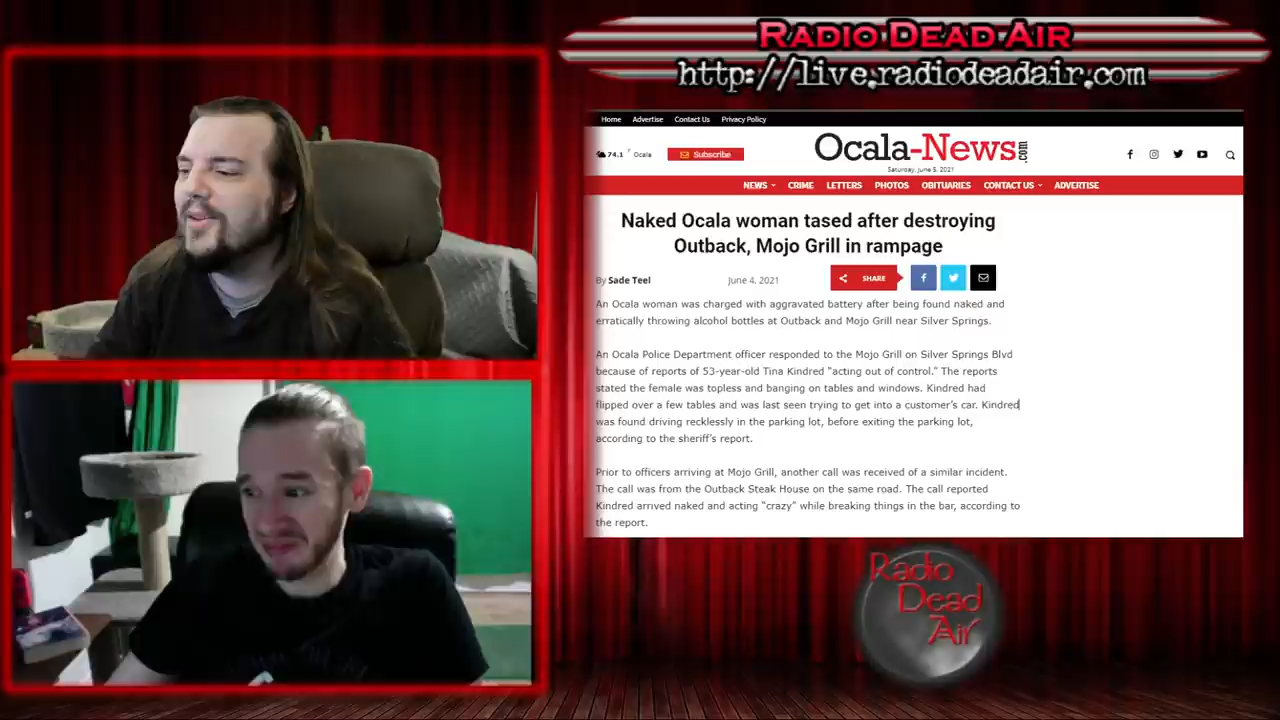 RADIO DEAD AIR
http://live.radiodeadair.com
Home Advertise Contact Us Privacy Policy
74.1 F Ocala
Subscribe
Ocala-News.com
Saturday, June 5, 2021
NEWS CRIME LETTERS PHOTOS OBITUARIES CONTACT US ADVERTISE
Naked Ocala woman tased after destroying
Outback, Mojo Grill in rampage
By Sade Teel June 4, 2021
SHARE
An Ocala woman was charged with aggravated battery after being found naked and
erratically throwing alcohol bottles at Outback and Mojo Grill near Silver Springs.
An Ocala Police Department officer responded to the Mojo Grill on Silver Springs Blvd
because of reports of 53-year-old Tina Kindred “acting out of control.” The reports
stated the female was topless and banging on tables and windows. Kindred had
flipped over a few tables and was last seen trying to get into a customer’s car. Kindred
was found driving recklessly in the parking lot, before exiting the parking lot,
according to the sheriff’s report.
Prior to officers arriving at Mojo Grill, another call was received of a similar incident.
The call was from the Outback Steak House on the same road. The call reported
Kindred arrived naked and acting “crazy” while breaking things in the bar, according to
the report.
Radio
Dead
Air